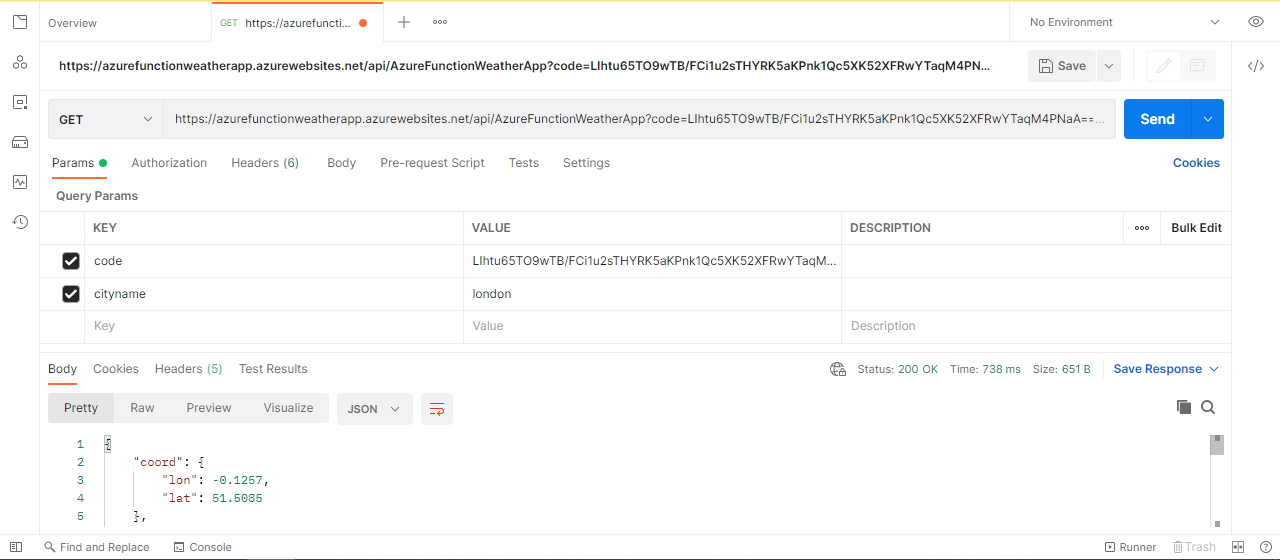 Overview
GET https://azurefuncti...
No Environment
https://azurefunctionweatherapp.azurewebsites.net/api/AzureFunctionWeatherApp?code=LIhtu65TO9wTB/FCi1u2sTHYRK5aKPnk1Qc5XK52XFRwYTaqM4PN...
Save
GET
https://azurefunctionweatherapp.azurewebsites.net/api/AzureFunctionWeatherApp?code=LIhtu65TO9wTB/FCi1u2sTHYRK5aKPnk1Qc5XK52XFRwYTaqM4PNaA==...
Send
Params Authorization Headers (6) Body Pre-request Script Tests Settings Cookies
Query Params
KEY VALUE DESCRIPTION Bulk Edit
code LIhtu65TO9wTB/FCi1u2sTHYRK5aKPnk1Qc5XK52XFRwYTaqM...
cityname london
Key Value Description
Body Cookies Headers (5) Test Results Status: 200 OK Time: 738 ms Size: 651 B Save Response
Pretty Raw Preview Visualize JSON
1 {
2 "coord": {
3 "lon": -0.1257,
4 "lat": 51.5085
5 },
Find and Replace Console Runner Trash